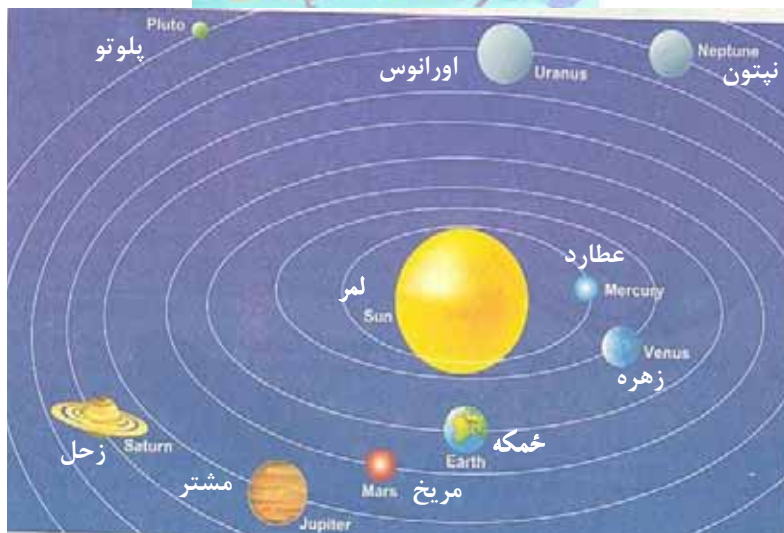 Pluto
پلوتو
اورانوس
Uranus
Neptune
نپتون
عطارد
Mercury
لمر
Sun
Venus
زهره
ځمکه
Earth
Saturn
زحل
مریخ
Mars
مشتر
Jupiter